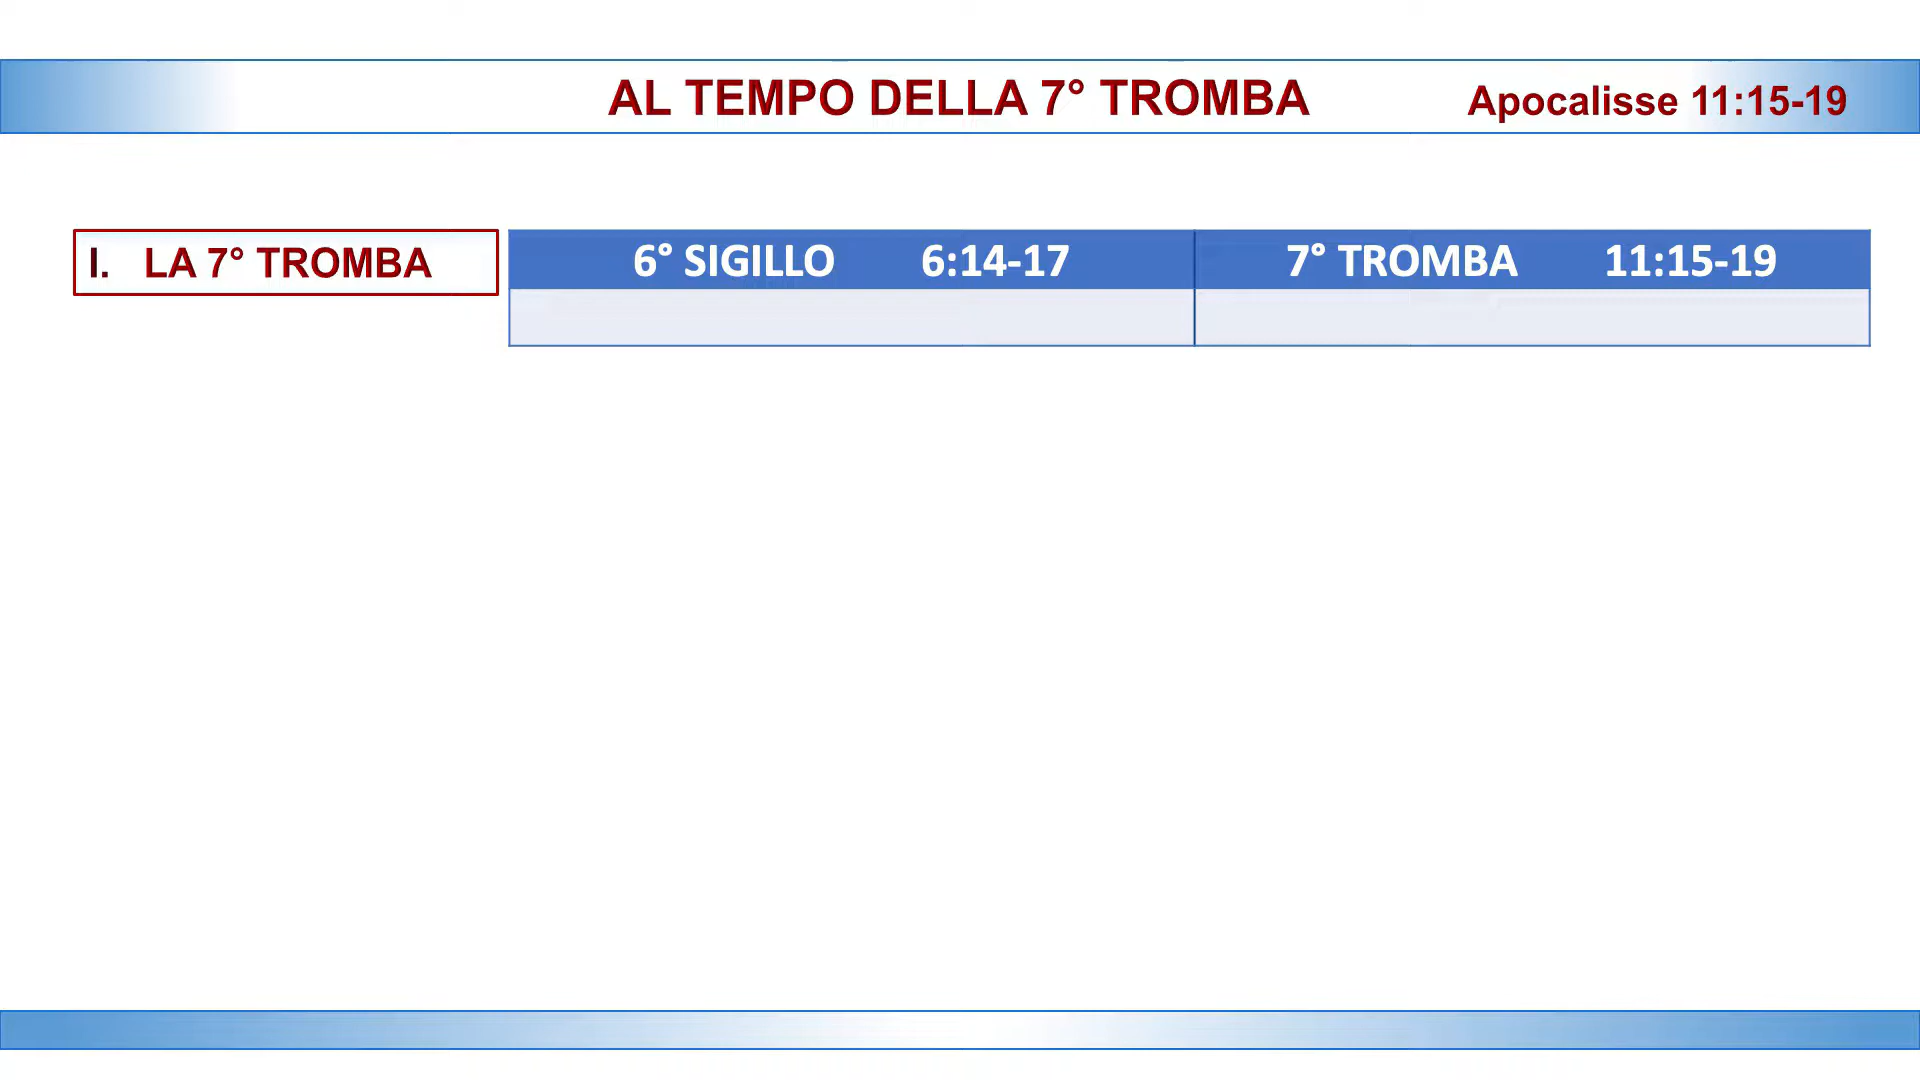 AL TEMPO DELLA 7° TROMBA Apocalisse 11:15-19
I. LA 7° TROMBA
6° SIGILLO 6:14-17 7° TROMBA 11:15-19